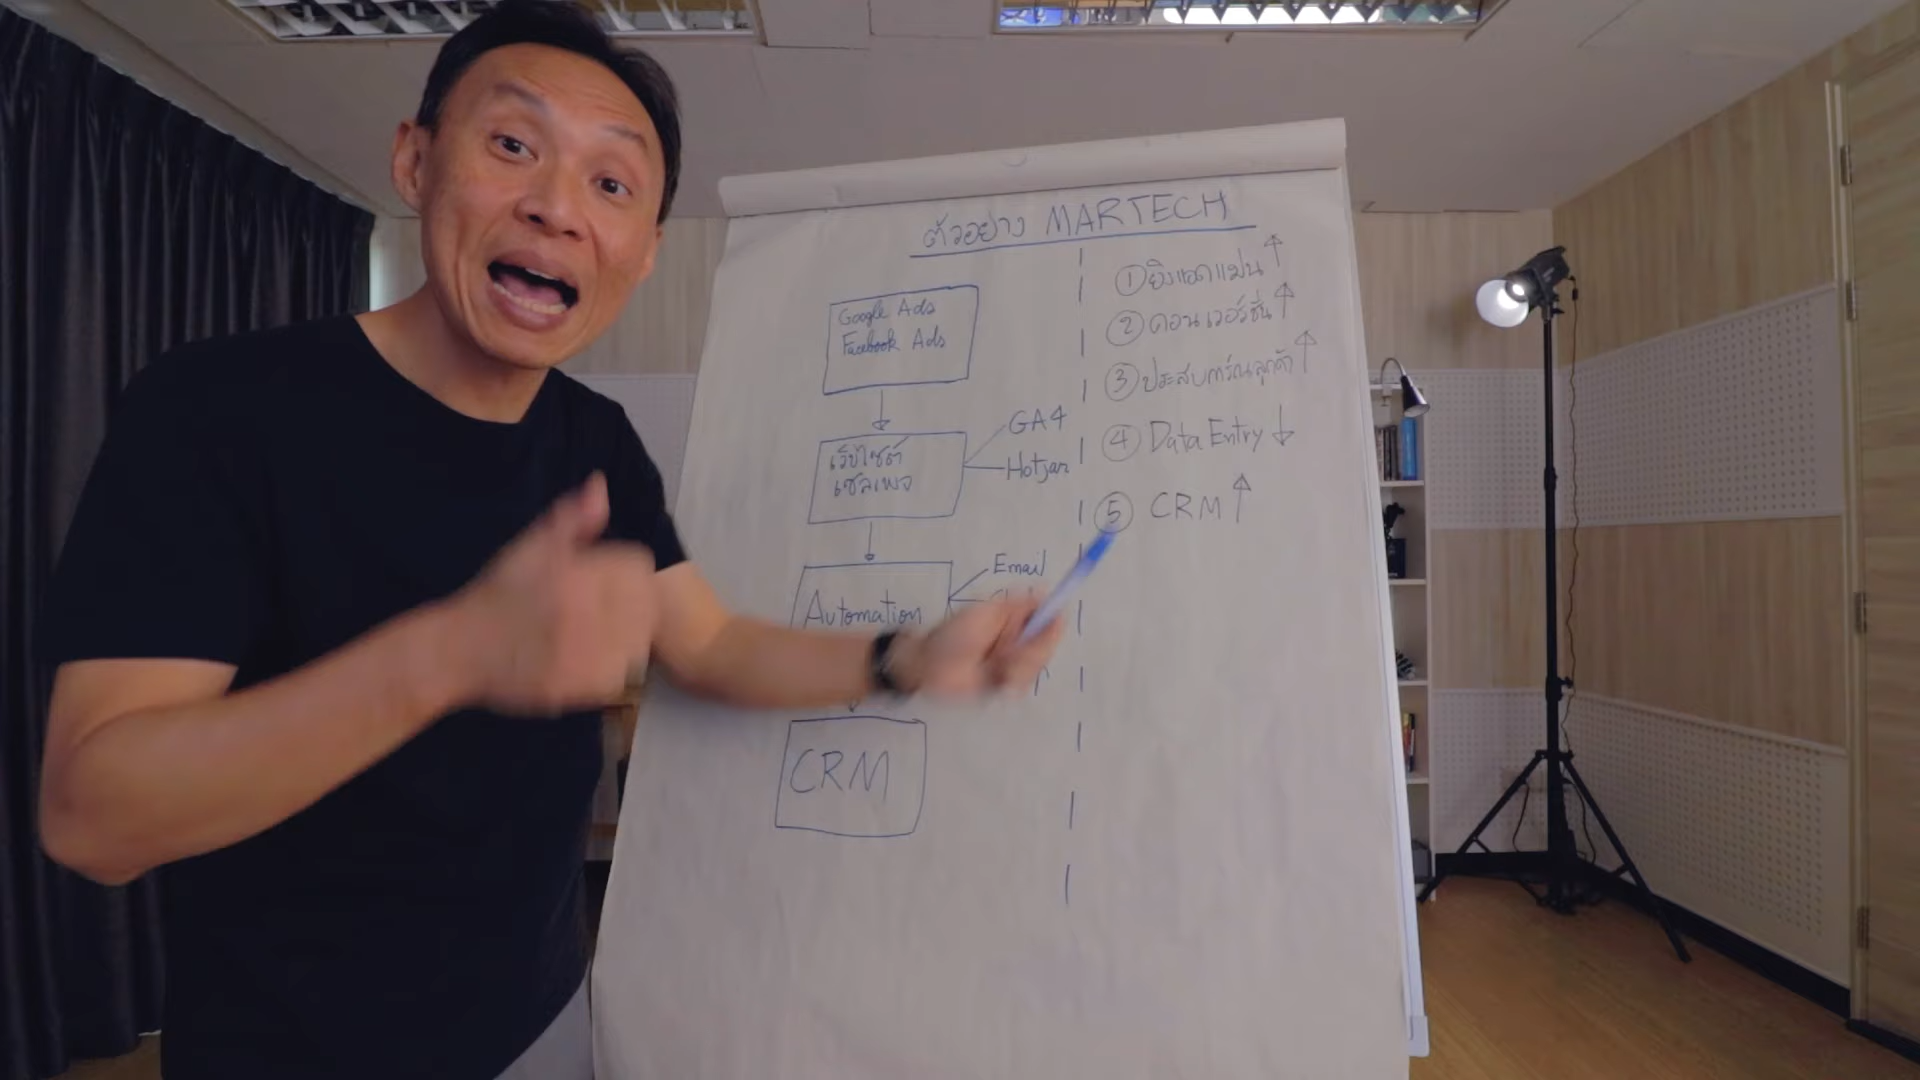 ตัวอย่าง MARTECH
Google Ads
Facebook Ads
เว็บไซต์
เซลเพจ
GA4
Hotjar
Automation
Email
CRM
① ยิงแอดแม่น ↑
② คอนเวอร์ชั่น ↑
③ ประสบการ์ณลูกค้า ↑
④ Data Entry ↓
⑤ CRM ↑